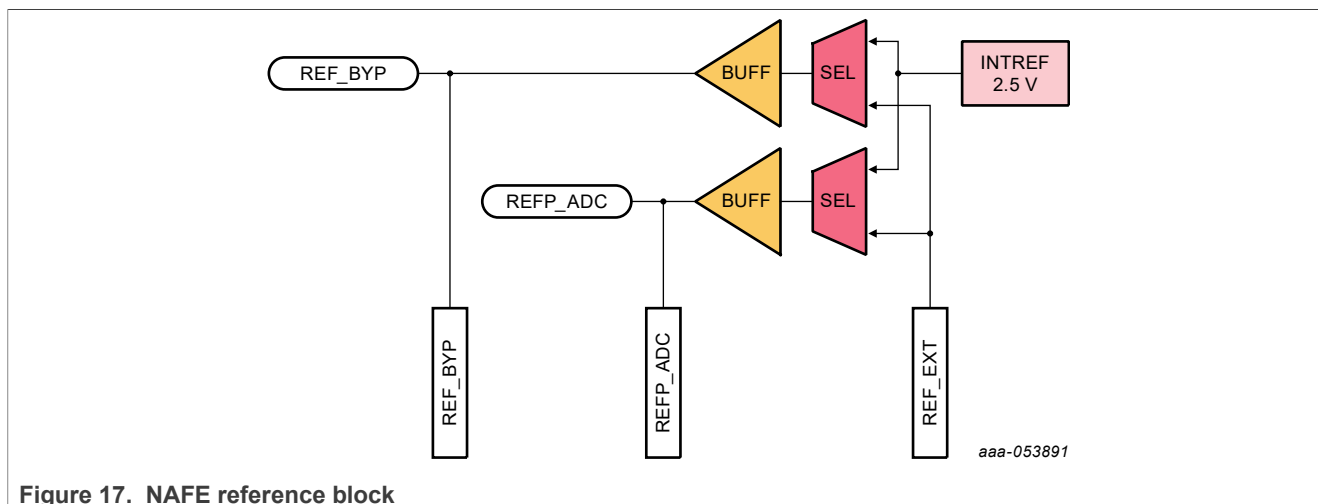 REF_BYP
BUFF
SEL
INTREF
2.5 V
REFP_ADC
BUFF
SEL
REF_BYP
REFP_ADC
REF_EXT
aaa-053891
Figure 17. NAFE reference block